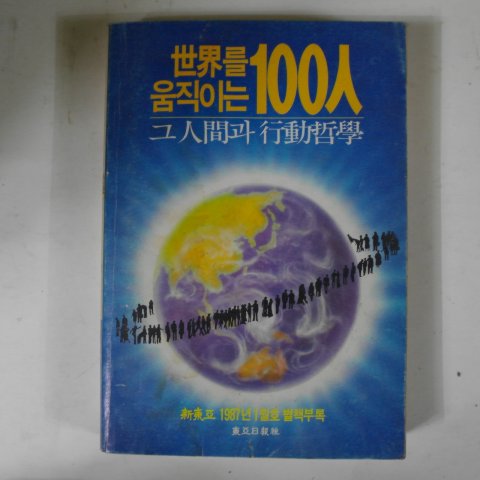 世界를
움직이는 100人
그 人間과 行動哲學
新東亞 1987년 1월호 별책부록
東亞日報社